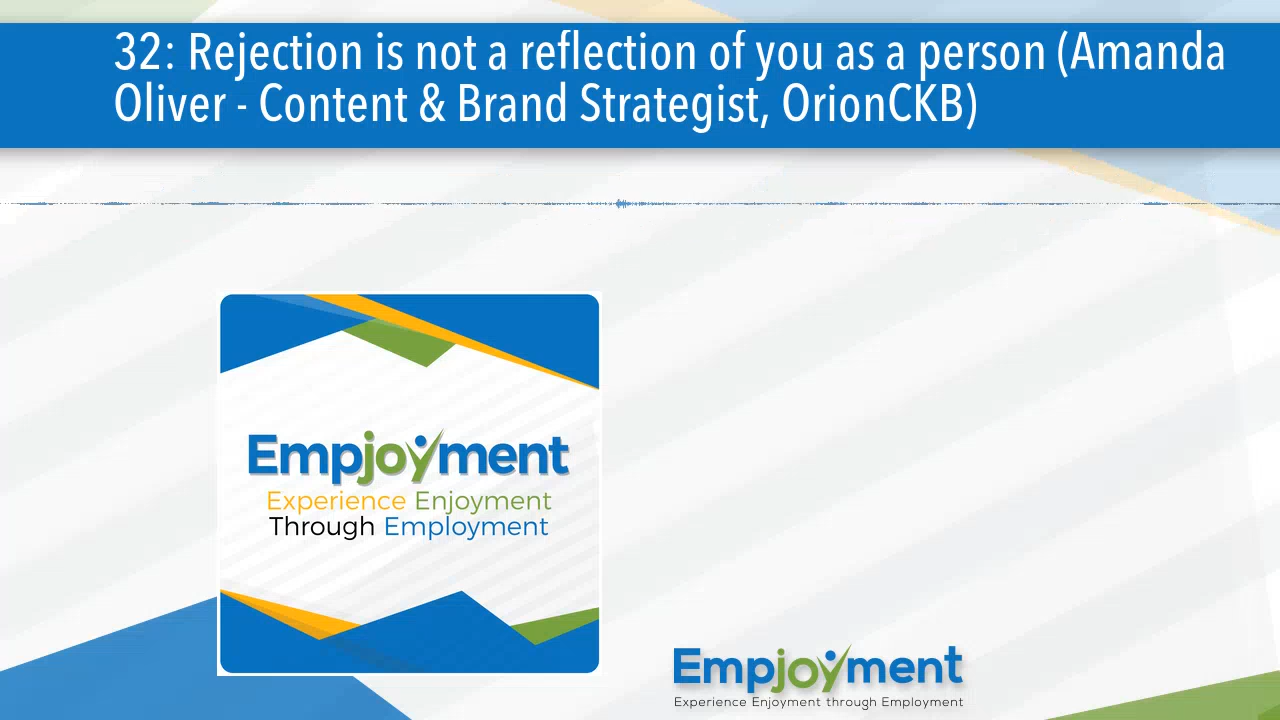 32: Rejection is not a reflection of you as a person (Amanda
Oliver - Content & Brand Strategist, OrionCKB)
Empjoyment
Experience Enjoyment
Through Employment
Empjoyment
Experience Enjoyment through Employment